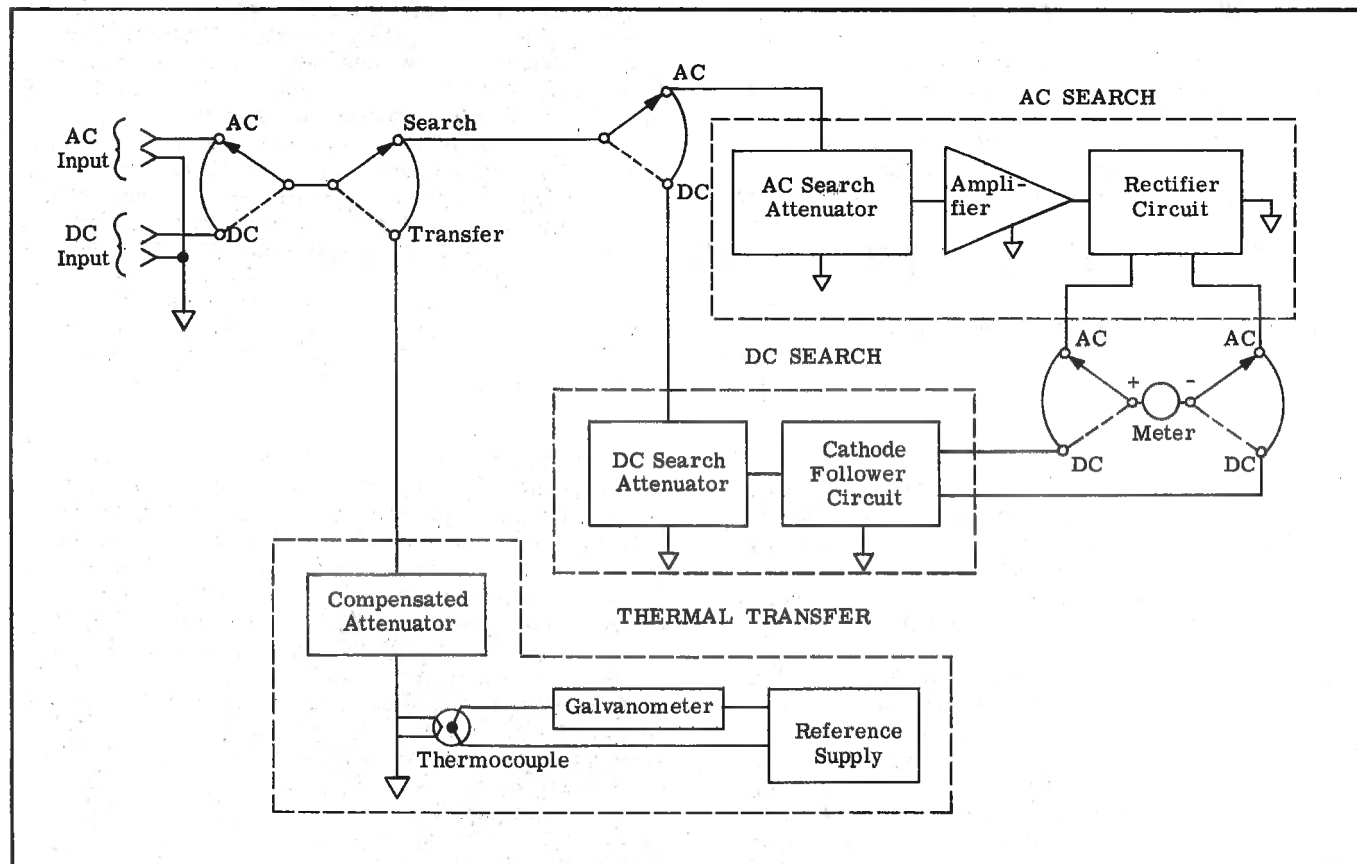 AC
Input
DC
Input
AC
DC
Search
Transfer
AC
DC
AC SEARCH
AC Search
Attenuator
Ampli-
fier
Rectifier
Circuit
AC
AC
+
-
Meter
DC
DC
DC SEARCH
DC Search
Attenuator
Cathode
Follower
Circuit
THERMAL TRANSFER
Compensated
Attenuator
Thermocouple
Galvanometer
Reference
Supply